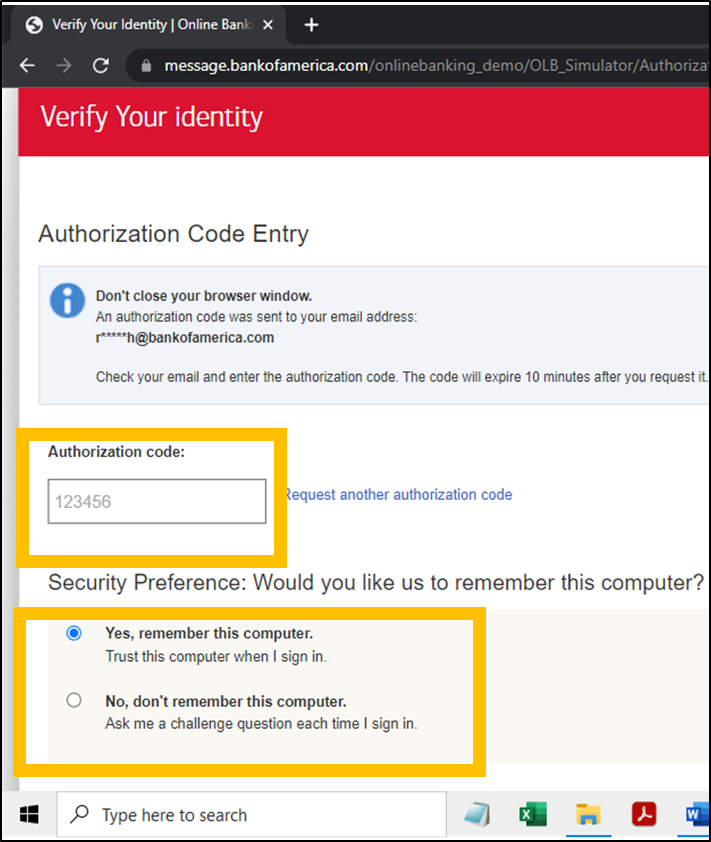 Verify Your Identity | Online Bank
message.bankofamerica.com/onlinebanking_demo/OLB_Simulator/Authoriza
Verify Your identity
Authorization Code Entry
Don't close your browser window.
An authorization code was sent to your email address:
r*****h@bankofamerica.com
Check your email and enter the authorization code. The code will expire 10 minutes after you request it.
Authorization code:
123456
Request another authorization code
Security Preference: Would you like us to remember this computer?
Yes, remember this computer.
Trust this computer when I sign in.
No, don't remember this computer.
Ask me a challenge question each time I sign in.
Type here to search